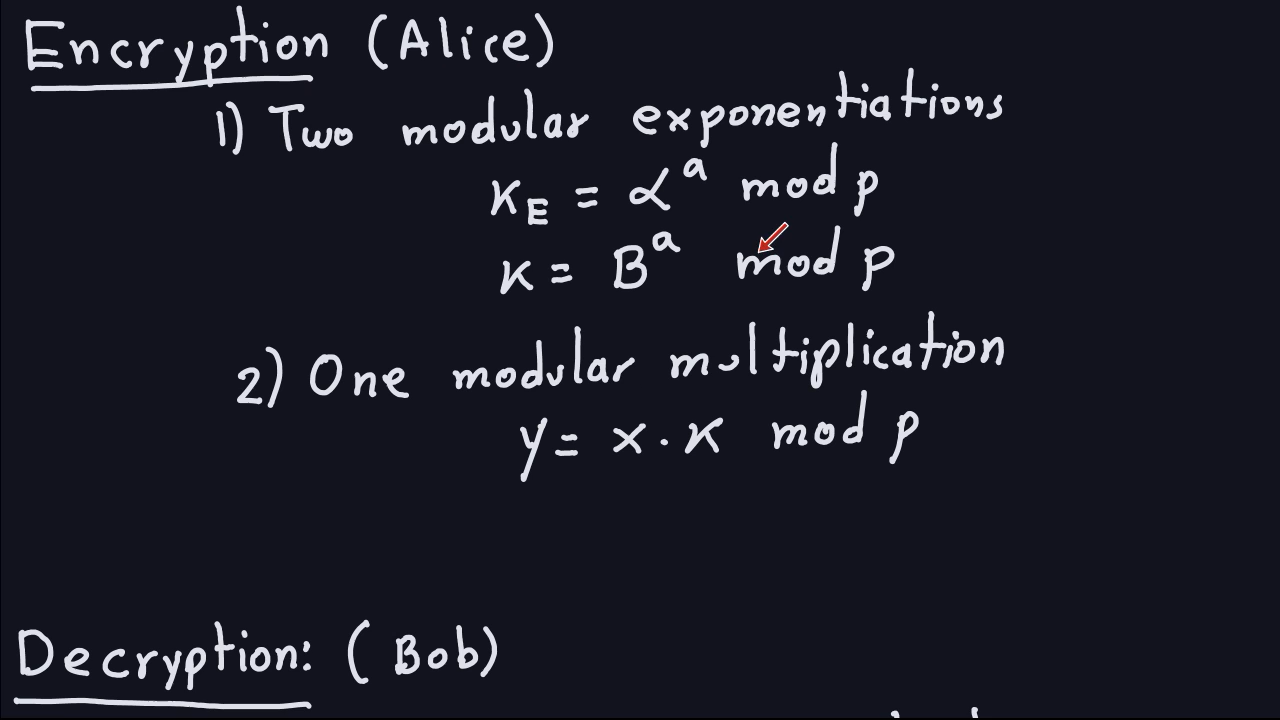 Encryption (Alice)
1) Two modular exponentiations
K_E = α^a mod p
K = B^a mod p
2) One modular multiplication
y = x · K mod p
Decryption: (Bob)